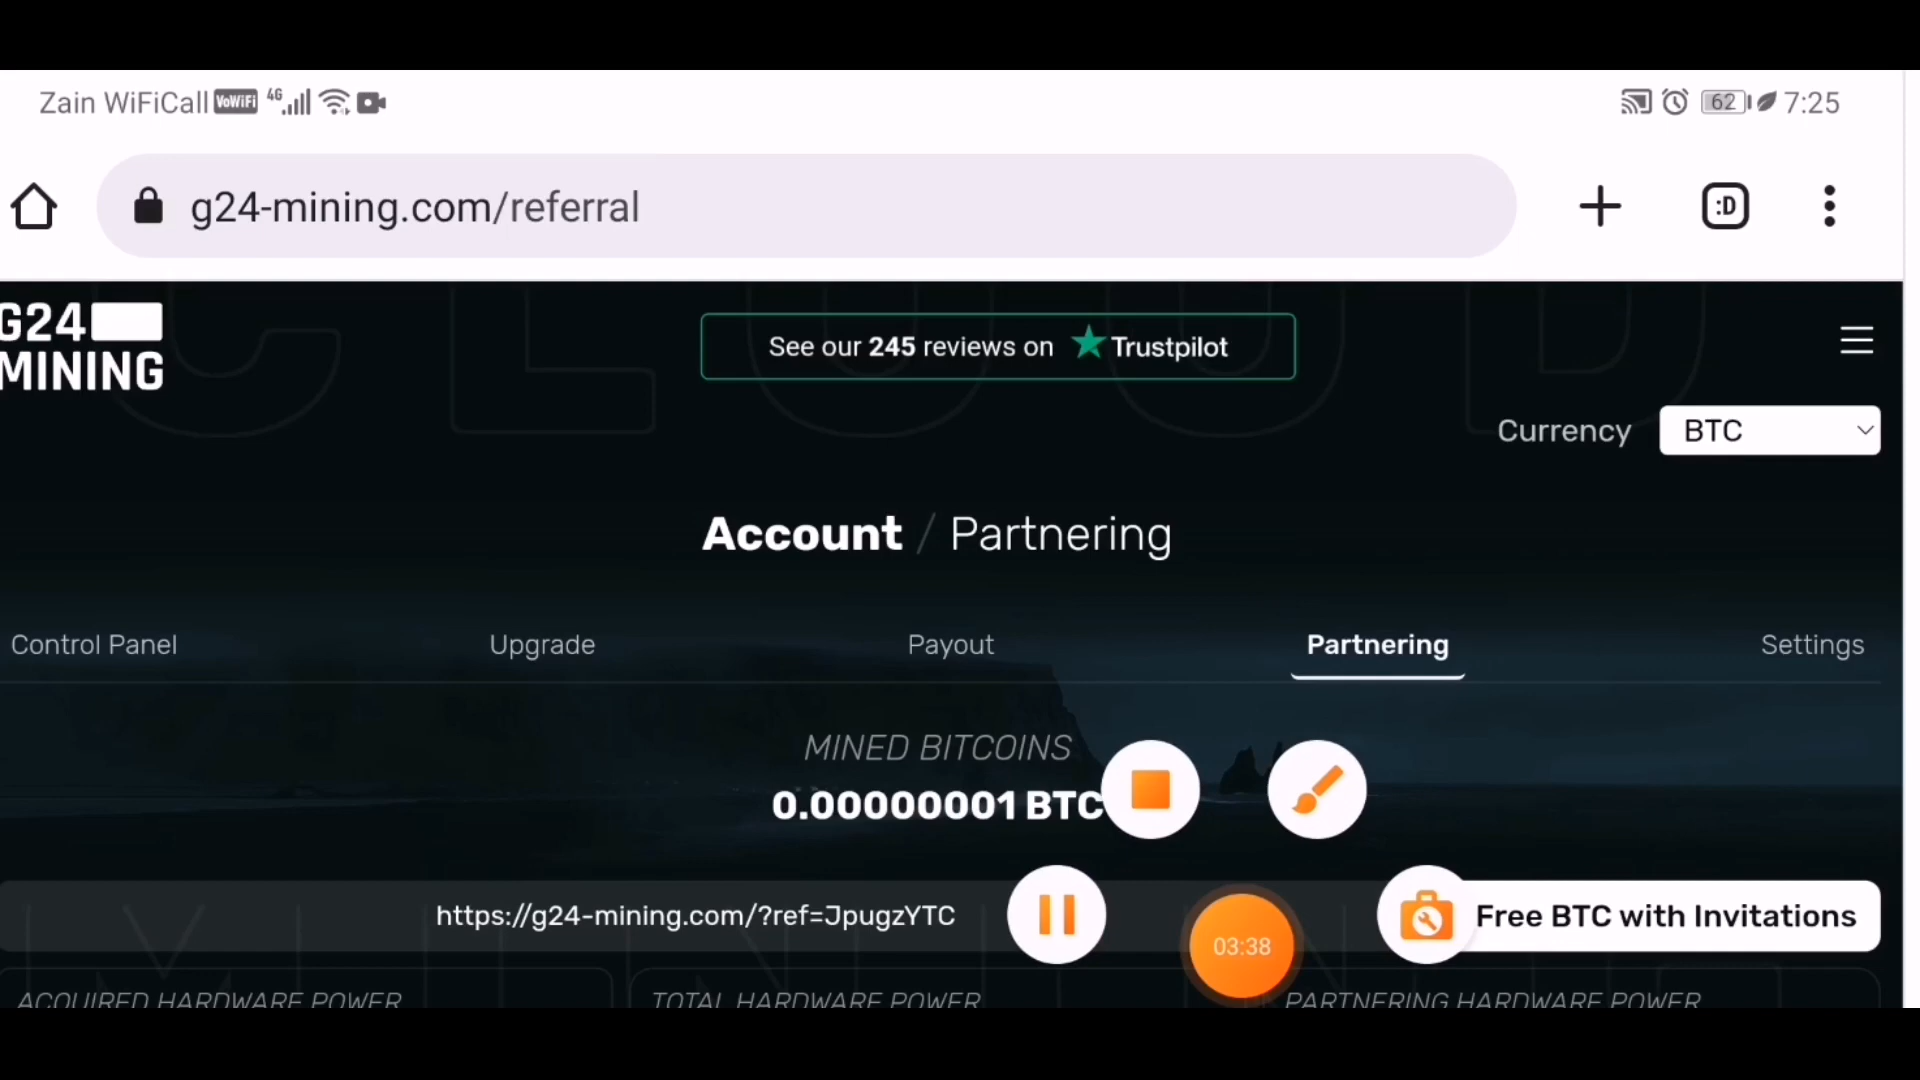 Zain WiFiCall VoWiFi 4G 62 7:25
g24-mining.com/referral :D
G24
MINING
See our 245 reviews on Trustpilot
Currency BTC
Account / Partnering
Control Panel Upgrade Payout Partnering Settings
MINED BITCOINS
0.00000001 BTC
https://g24-mining.com/?ref=JpugzYTC
Free BTC with Invitations
03:38
ACQUIRED HARDWARE POWER TOTAL HARDWARE POWER PARTNERING HARDWARE POWER